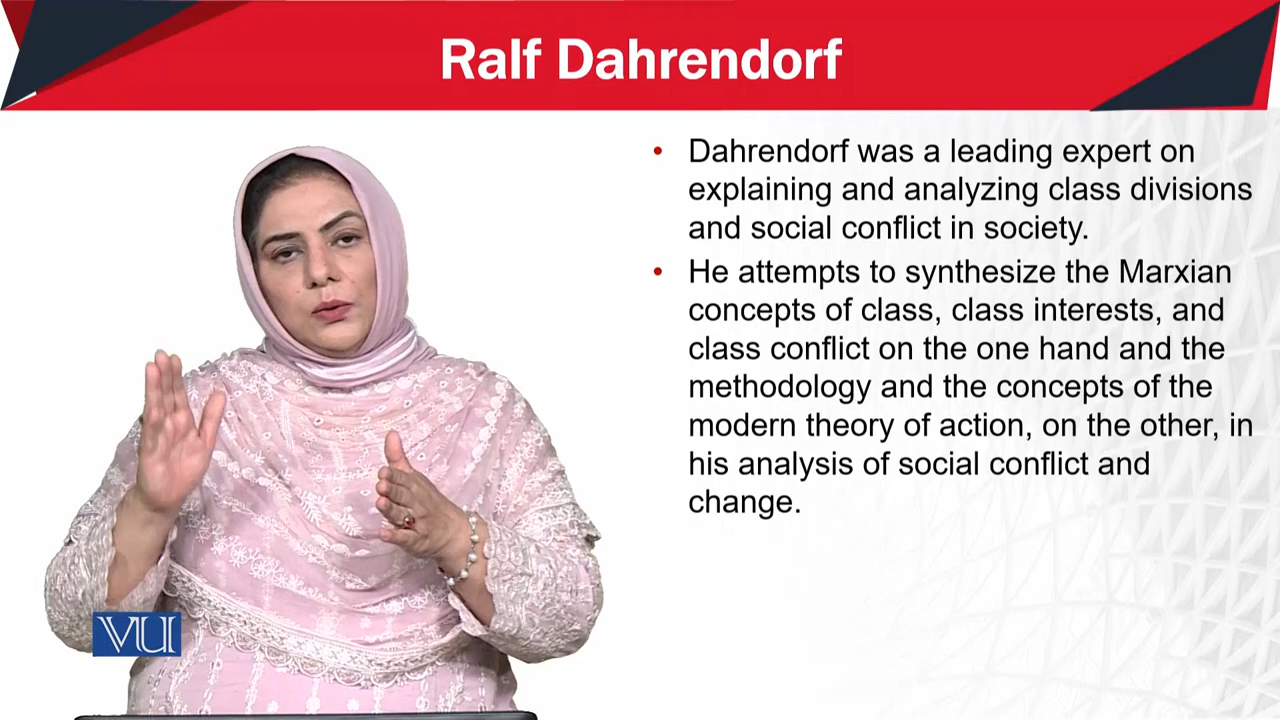 Ralf Dahrendorf
• Dahrendorf was a leading expert on
explaining and analyzing class divisions
and social conflict in society.
• He attempts to synthesize the Marxian
concepts of class, class interests, and
class conflict on the one hand and the
methodology and the concepts of the
modern theory of action, on the other, in
his analysis of social conflict and
change.
VU